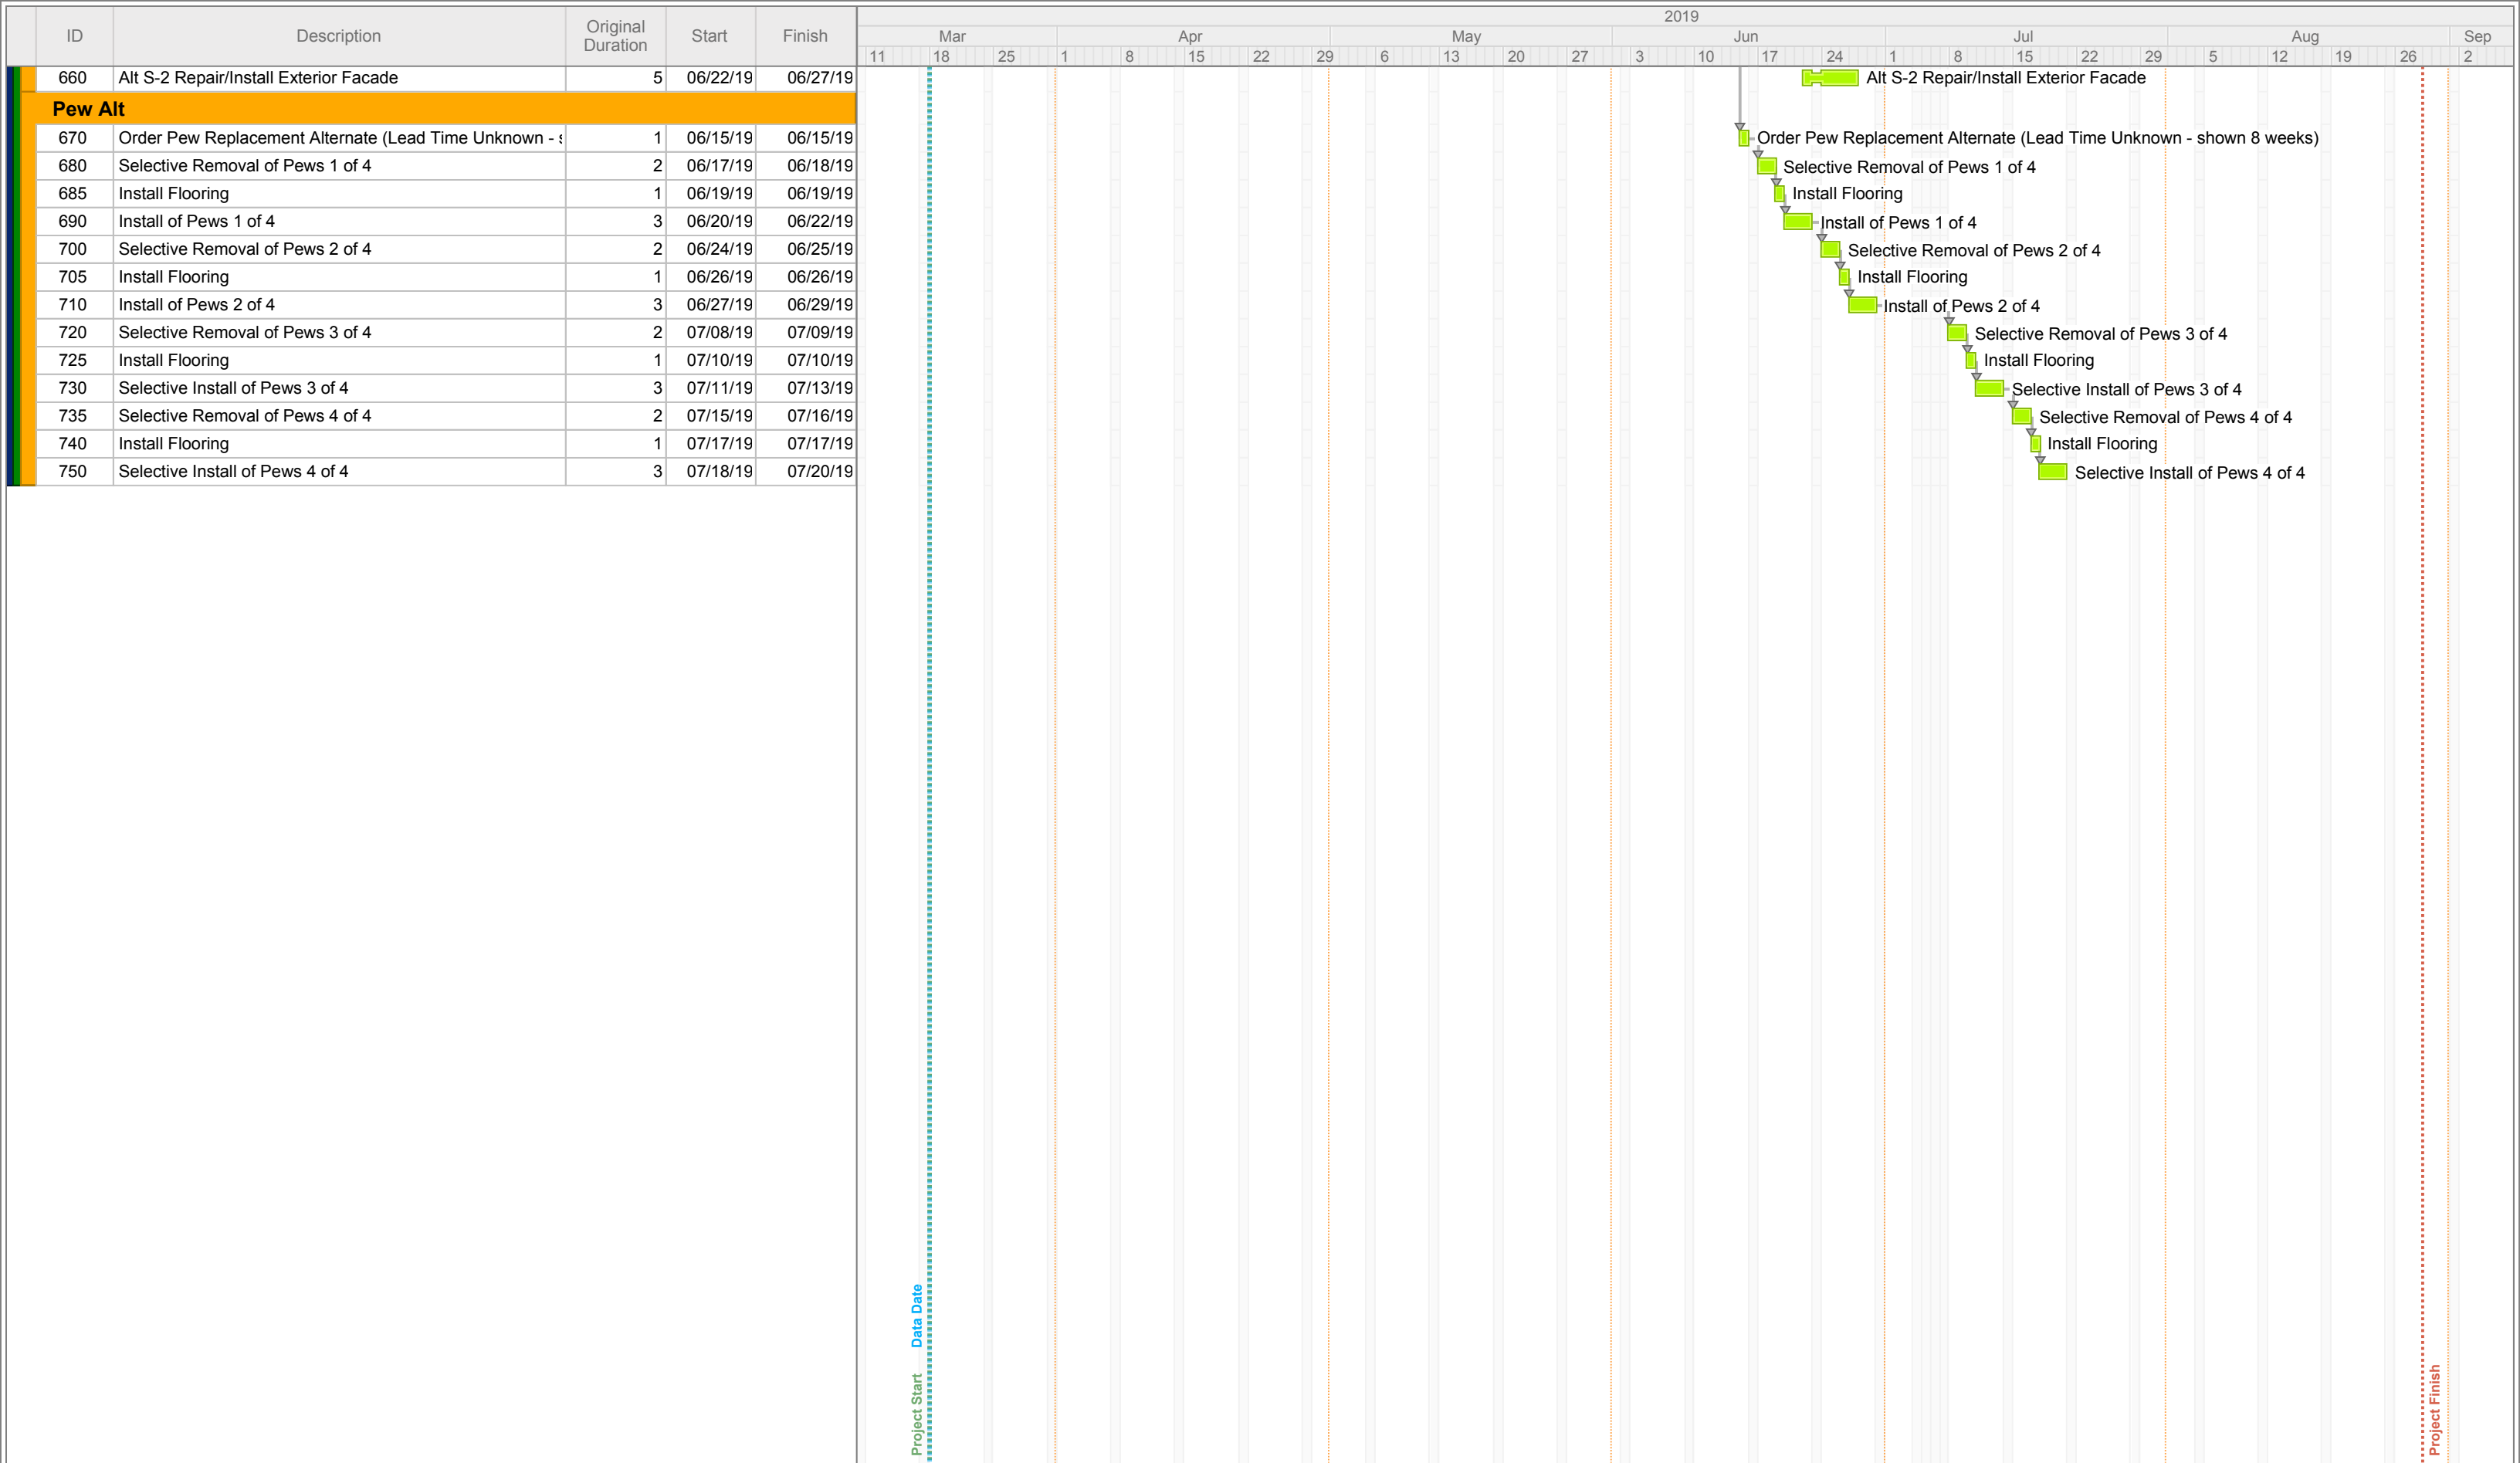 2019
ID Description Original Duration Start Finish Mar Apr May Jun Jul Aug Sep
11 18 25 1 8 15 22 29 6 13 20 27 3 10 17 24 1 8 15 22 29 5 12 19 26 2
660 Alt S-2 Repair/Install Exterior Facade 5 06/22/19 06/27/19 Alt S-2 Repair/Install Exterior Facade
Pew Alt
670 Order Pew Replacement Alternate (Lead Time Unknown - 1 06/15/19 06/15/19 Order Pew Replacement Alternate (Lead Time Unknown - shown 8 weeks)
680 Selective Removal of Pews 1 of 4 2 06/17/19 06/18/19 Selective Removal of Pews 1 of 4
685 Install Flooring 1 06/19/19 06/19/19 Install Flooring
690 Install of Pews 1 of 4 3 06/20/19 06/22/19 Install of Pews 1 of 4
700 Selective Removal of Pews 2 of 4 2 06/24/19 06/25/19 Selective Removal of Pews 2 of 4
705 Install Flooring 1 06/26/19 06/26/19 Install Flooring
710 Install of Pews 2 of 4 3 06/27/19 06/29/19 Install of Pews 2 of 4
720 Selective Removal of Pews 3 of 4 2 07/08/19 07/09/19 Selective Removal of Pews 3 of 4
725 Install Flooring 1 07/10/19 07/10/19 Install Flooring
730 Selective Install of Pews 3 of 4 3 07/11/19 07/13/19 Selective Install of Pews 3 of 4
735 Selective Removal of Pews 4 of 4 2 07/15/19 07/16/19 Selective Removal of Pews 4 of 4
740 Install Flooring 1 07/17/19 07/17/19 Install Flooring
750 Selective Install of Pews 4 of 4 3 07/18/19 07/20/19 Selective Install of Pews 4 of 4
Data Date
Project Start
Project Finish